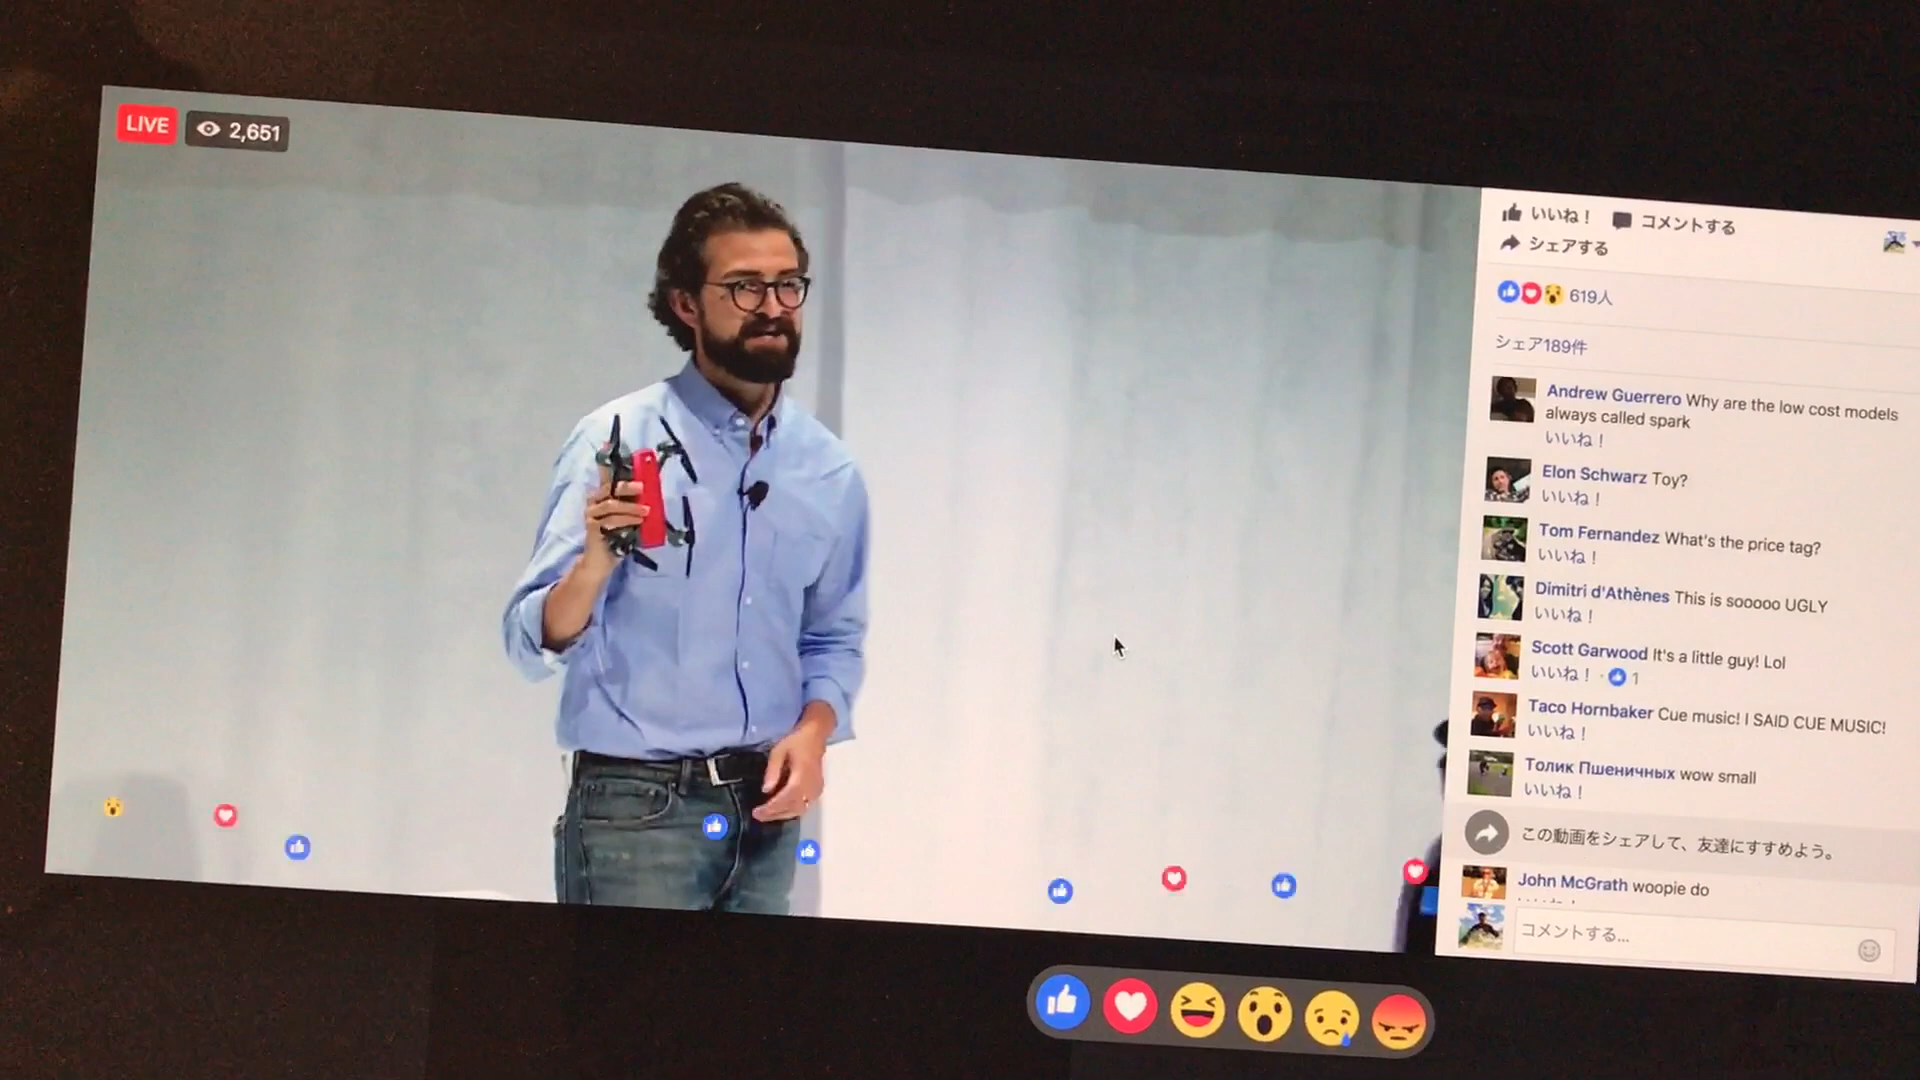 LIVE
2,651
いいね!
コメントする
シェアする
619人
シェア189件
Andrew Guerrero Why are the low cost models
always called spark
いいね!
Elon Schwarz Toy?
いいね!
Tom Fernandez What's the price tag?
いいね!
Dimitri d'Athènes This is sooooo UGLY
いいね!
Scott Garwood It's a little guy! Lol
いいね! · 1
Taco Hornbaker Cue music! I SAID CUE MUSIC!
いいね!
Толик Пшеничных wow small
いいね!
この動画をシェアして、友達にすすめよう。
John McGrath woopie do
コメントする...